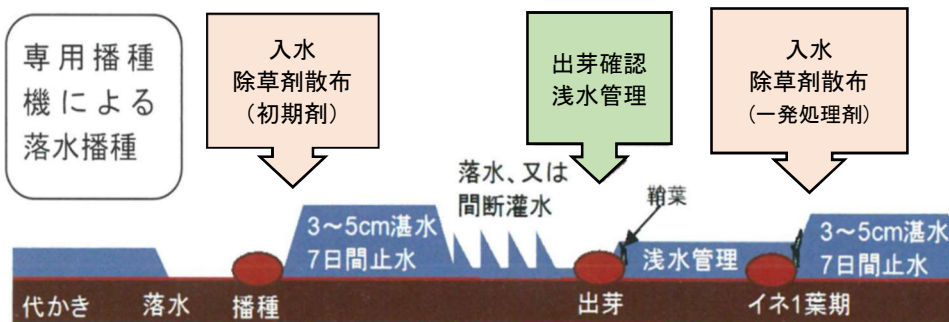 専用播種
機による
落水播種
入水
除草剤散布
（初期剤）
出芽確認
浅水管理
入水
除草剤散布
（一発処理剤）
落水、又は
間断灌水
鞘葉
3～5cm湛水
7日間止水
浅水管理
3～5cm湛水
7日間止水
代かき
落水
播種
出芽
イネ1葉期